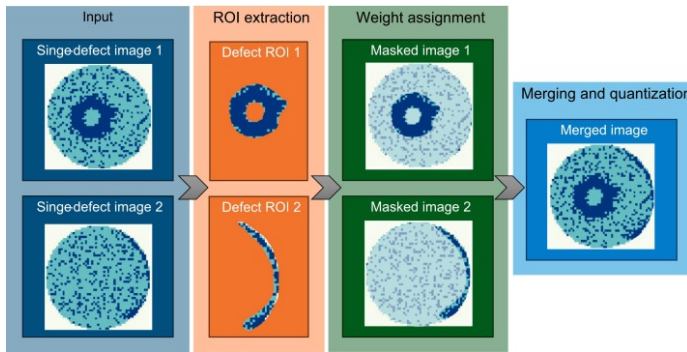 Input
Singe-defect image 1
Singe-defect image 2
ROI extraction
Defect ROI 1
Defect ROI 2
Weight assignment
Masked image 1
Masked image 2
Merging and quantization
Merged image